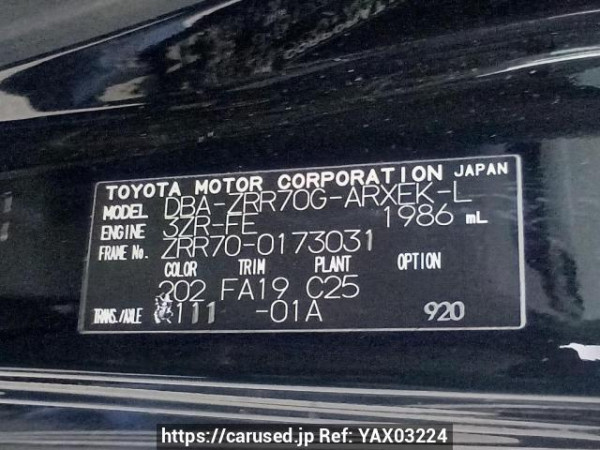 TOYOTA MOTOR CORPORATION JAPAN
MODEL DBA-ZRR70G-ARXEK-L
ENGINE 3ZR-FE 1986 mL
FRAME No. ZRR70-0173031
COLOR TRIM PLANT OPTION
202 FA19 C25
TRANS./AXLE 111 -01A 920
https://carused.jp Ref: YAX03224